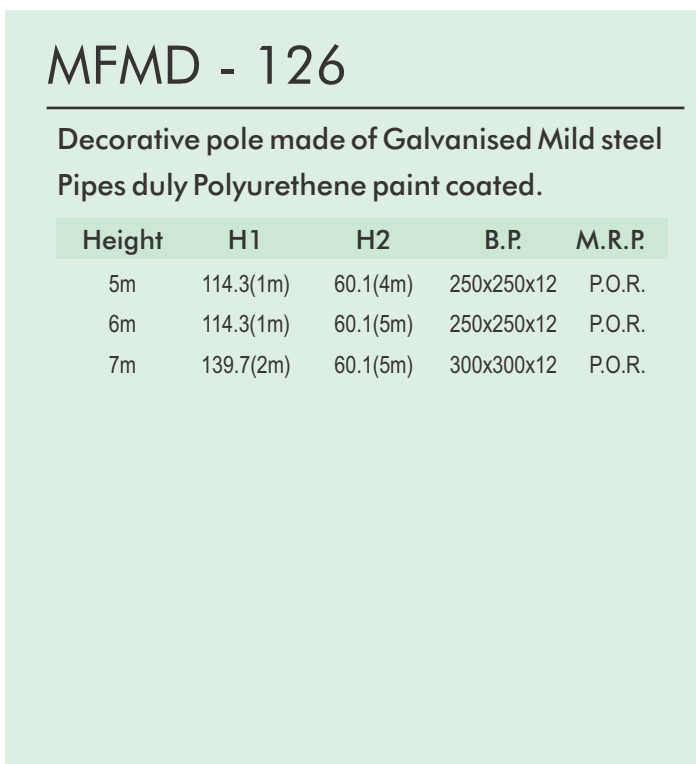 MFMD - 126
Decorative pole made of Galvanised Mild steel
Pipes duly Polyurethene paint coated.
Height H1 H2 B.P. M.R.P.
5m 114.3(1m) 60.1(4m) 250x250x12 P.O.R.
6m 114.3(1m) 60.1(5m) 250x250x12 P.O.R.
7m 139.7(2m) 60.1(5m) 300x300x12 P.O.R.